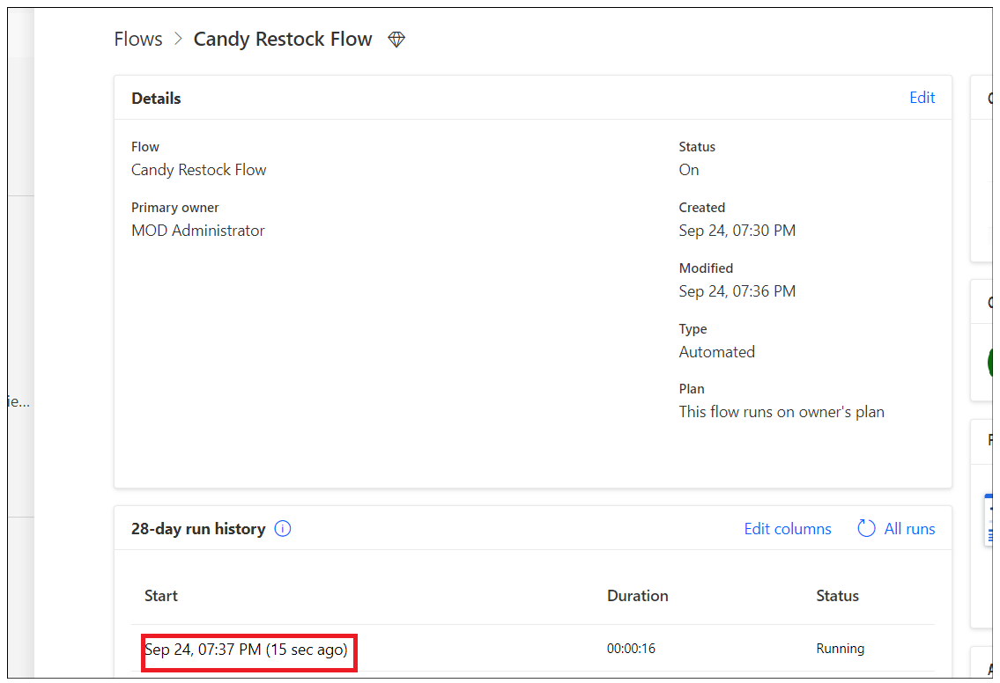 Flows > Candy Restock Flow
Details
Edit
Flow
Candy Restock Flow
Primary owner
MOD Administrator
Status
On
Created
Sep 24, 07:30 PM
Modified
Sep 24, 07:36 PM
Type
Automated
Plan
This flow runs on owner's plan
ie...
28-day run history
Edit columns
All runs
Start Duration Status
Sep 24, 07:37 PM (15 sec ago) 00:00:16 Running